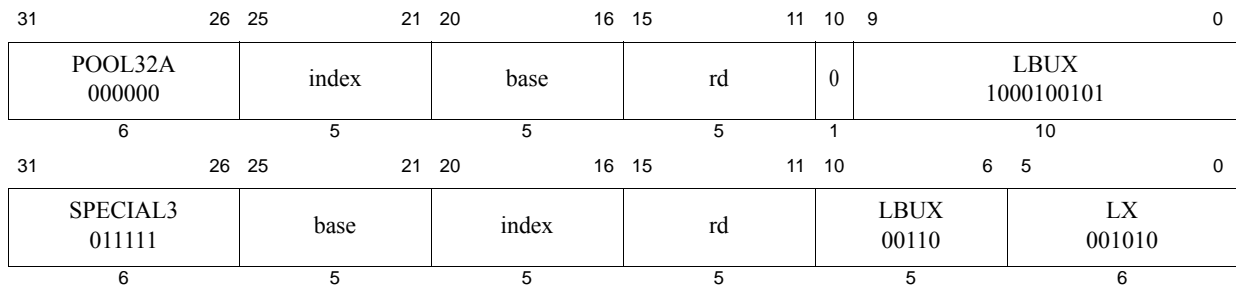 31 26 25 21 20 16 15 11 10 9 0
POOL32A index base rd 0 LBUX
000000 1000100101
6 5 5 5 1 10
31 26 25 21 20 16 15 11 10 6 5 0
SPECIAL3 base index rd LBUX LX
011111 00110 001010
6 5 5 5 5 6